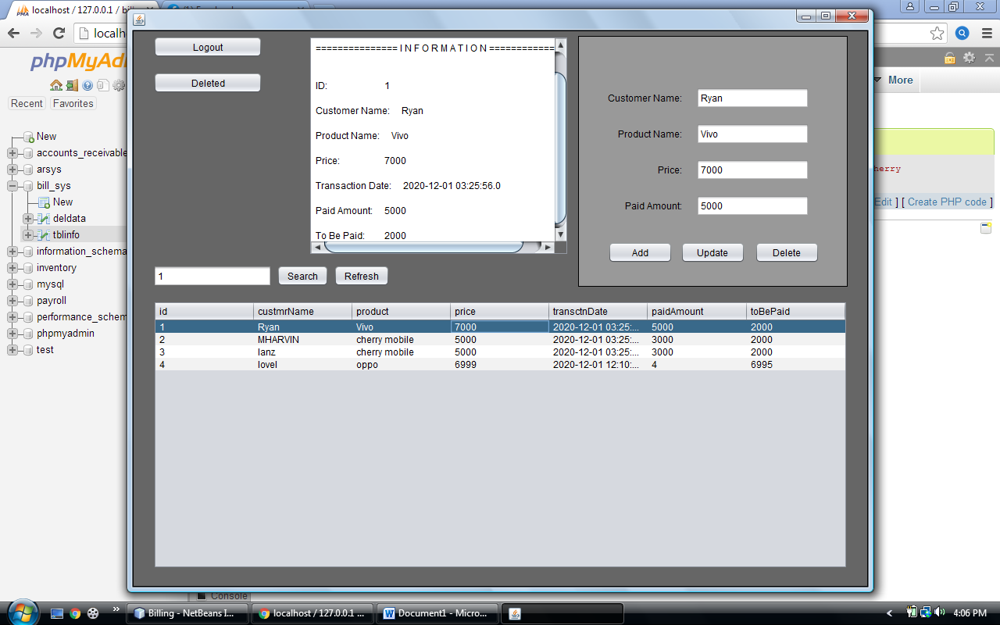 localhost / 127.0.0.1 / bill
localh
phpMyAd
Recent Favorites
New
accounts_receivable
arsys
bill_sys
New
deldata
tblinfo
information_schema
inventory
mysql
payroll
performance_schem
phpmyadmin
test
Logout
Deleted
=============== I N F O R M A T I O N ============
ID: 1
Customer Name: Ryan
Product Name: Vivo
Price: 7000
Transaction Date: 2020-12-01 03:25:56.0
Paid Amount: 5000
To Be Paid: 2000
Customer Name: Ryan
Product Name: Vivo
Price: 7000
Paid Amount: 5000
Add Update Delete
1 Search Refresh
id custmrName product price transctnDate paidAmount toBePaid
1 Ryan Vivo 7000 2020-12-01 03:25:... 5000 2000
2 MHARVIN cherry mobile 5000 2020-12-01 03:25:... 3000 2000
3 lanz cherry mobile 5000 2020-12-01 03:25:... 3000 2000
4 lovel oppo 6999 2020-12-01 12:10:... 4 6995
More
herry
Edit ] [ Create PHP code ]
Console
Billing - NetBeans I...
localhost / 127.0.0.1 ...
Document1 - Micro...
4:06 PM